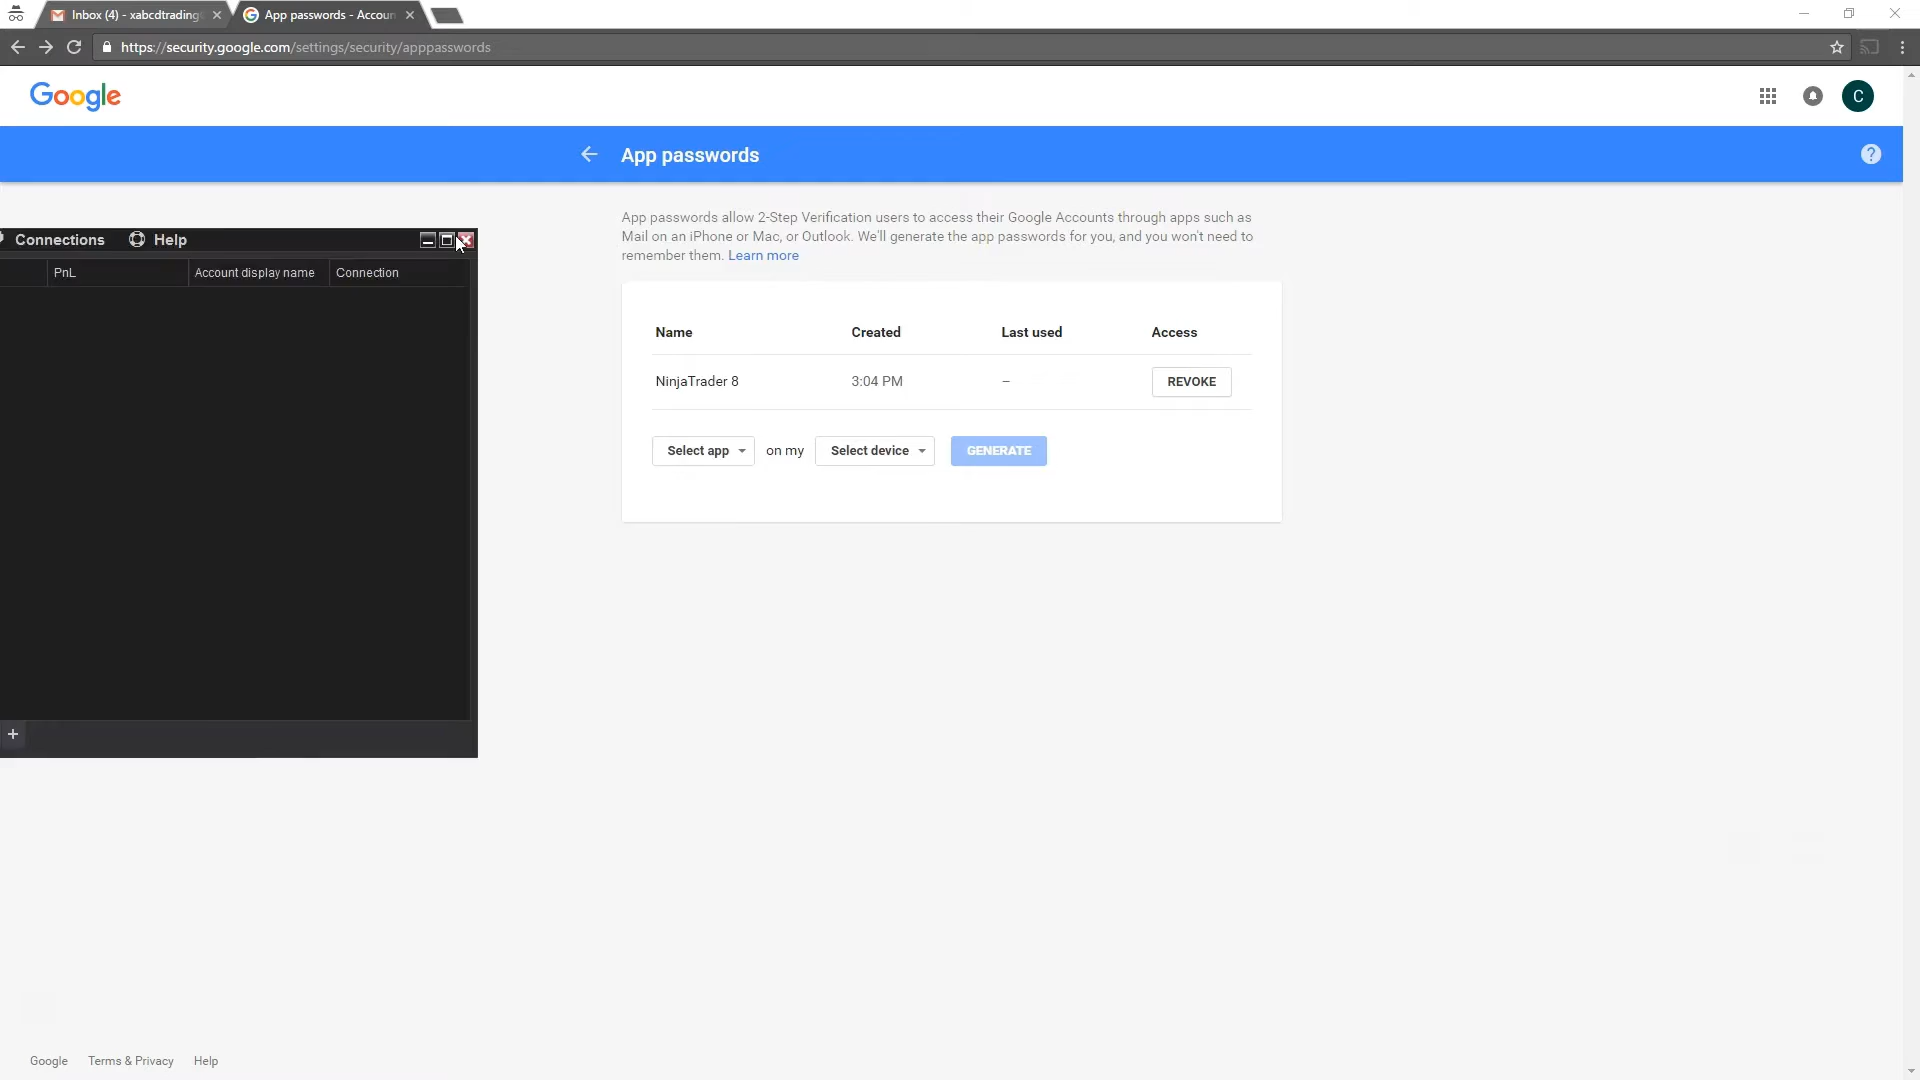 Inbox (4) - xabcdtrading
App passwords - Accoun
https://security.google.com/settings/security/apppasswords
Google
C
App passwords
?
App passwords allow 2-Step Verification users to access their Google Accounts through apps such as
Mail on an iPhone or Mac, or Outlook. We'll generate the app passwords for you, and you won't need to
remember them. Learn more
Connections Help
PnL Account display name Connection
+
Name Created Last used Access
NinjaTrader 8 3:04 PM – REVOKE
Select app on my Select device GENERATE
Google Terms & Privacy Help